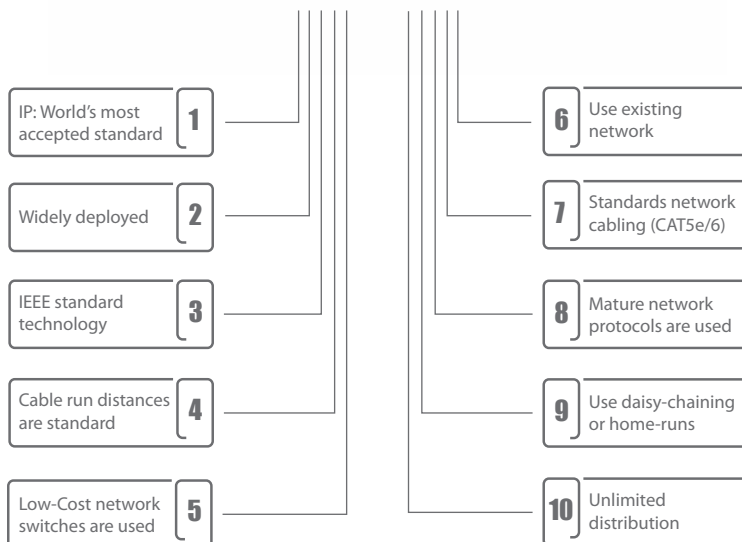 IP: World's most
accepted standard
1
Widely deployed
2
IEEE standard
technology
3
Cable run distances
are standard
4
Low-Cost network
switches are used
5
6
Use existing
network
7
Standards network
cabling (CAT5e/6)
8
Mature network
protocols are used
9
Use daisy-chaining
or home-runs
10
Unlimited
distribution